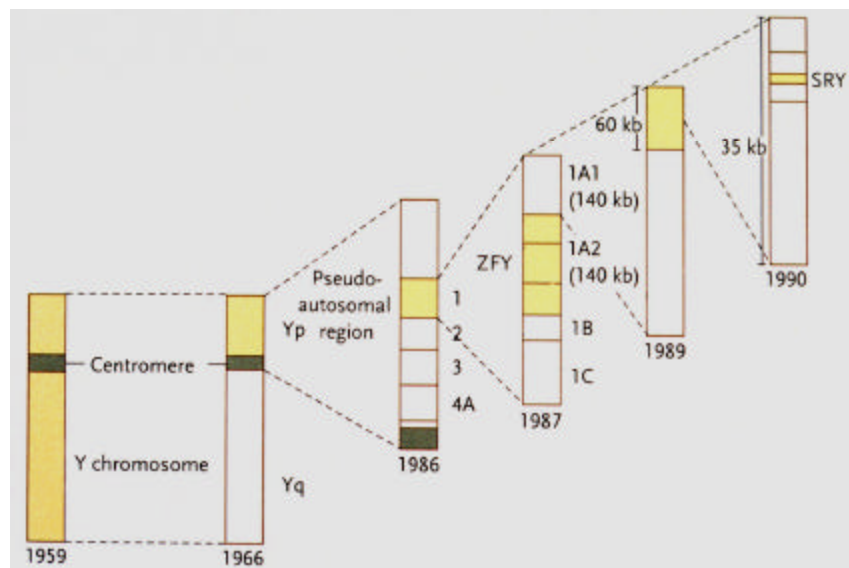 SRY
60 kb
35 kb
1A1
(140 kb)
ZFY
1A2
(140 kb)
1990
Pseudo-
autosomal
region
1
Yp
2
1B
1989
Centromere
3
1C
4A
1987
Y chromosome
1986
Yq
1959
1966